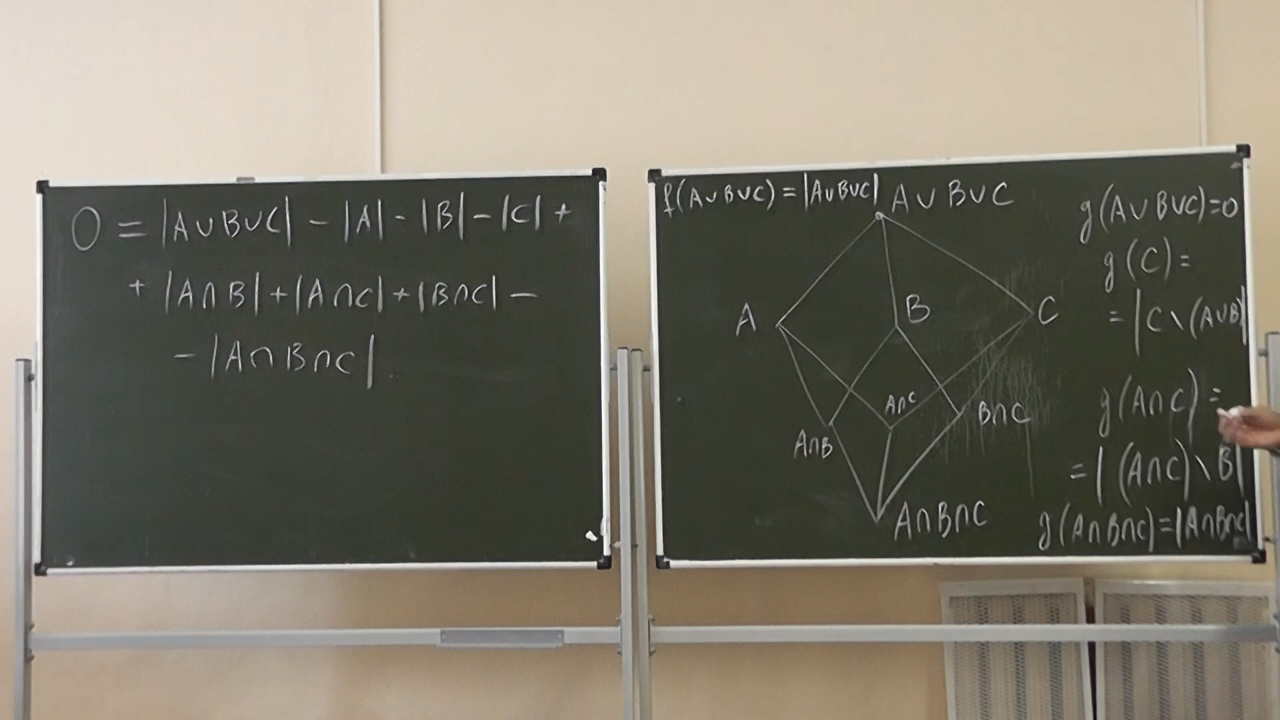 0 = |A∪B∪C| − |A| − |B| − |C| +
+ |A∩B| + |A∩C| + |B∩C| −
− |A∩B∩C|.
f(A∪B∪C) = |A∪B∪C|
A∪B∪C
A
B
C
A∩B
A∩C
B∩C
A∩B∩C
g(A∪B∪C)=0
g(C) =
= |C \ (A∪B)|
g(A∩C) =
= |(A∩C) \ B|
g(A∩B∩C)=|A∩B∩C|